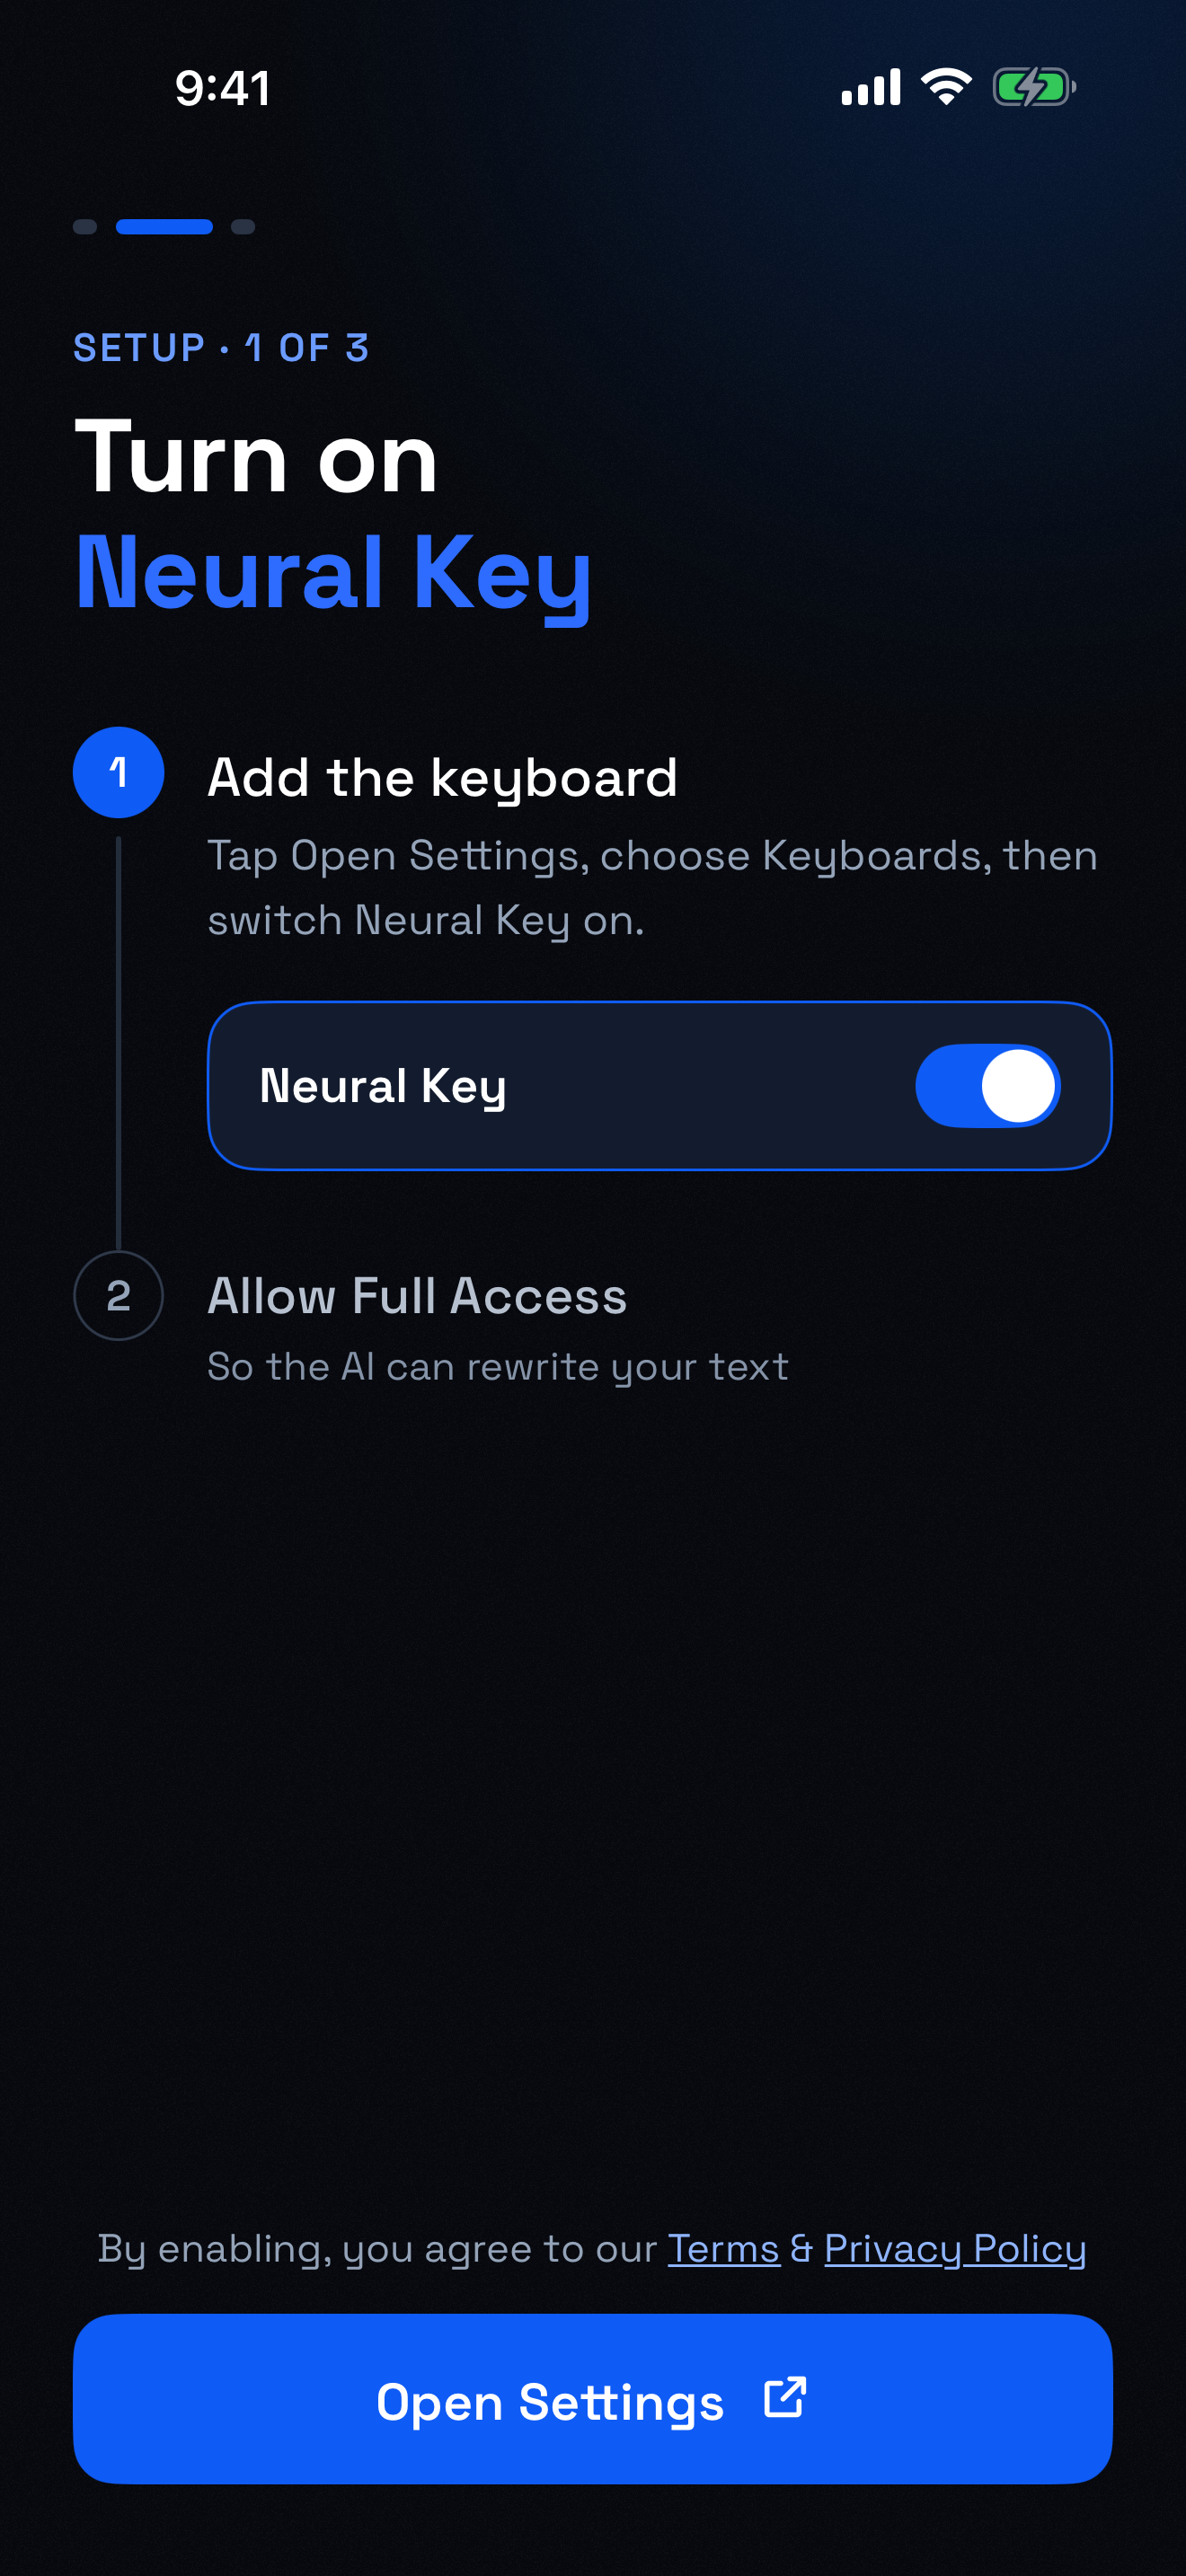 9:41
SETUP · 1 OF 3
Turn on
Neural Key
1
Add the keyboard
Tap Open Settings, choose Keyboards, then
switch Neural Key on.
Neural Key
2
Allow Full Access
So the AI can rewrite your text
By enabling, you agree to our Terms & Privacy Policy
Open Settings